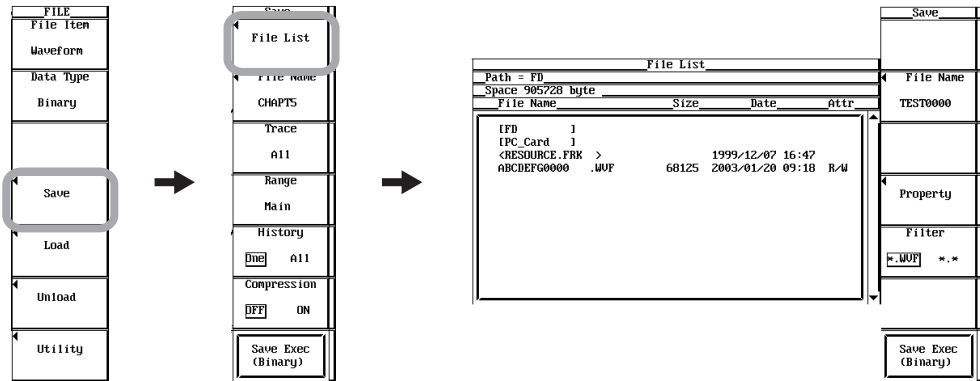 FILE
File Item
Waveform
Data Type
Binary
Save
Load
Unload
Utility
Save
File List
File Name
CHAPT5
Trace
All
Range
Main
History
One All
Compression
OFF ON
Save Exec
(Binary)
File List
Path = FD
Space 905728 byte
File Name Size Date Attr
[FD ]
[PC_Card ]
<RESOURCE.FRK > 1999/12/07 16:47
ABCDEFG0000 .WVF 68125 2003/01/20 09:18 R/W
Save
File Name
TEST0000
Property
Filter
*.WVF *.*
Save Exec
(Binary)